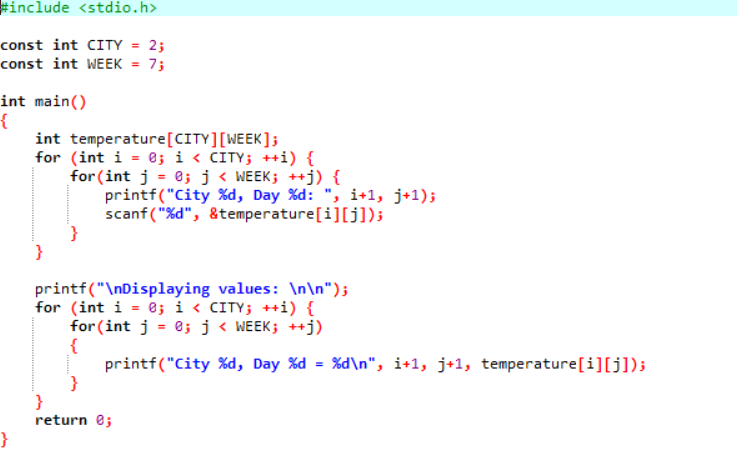 #include <stdio.h>

const int CITY = 2;
const int WEEK = 7;

int main()
{
    int temperature[CITY][WEEK];
    for (int i = 0; i < CITY; ++i) {
        for(int j = 0; j < WEEK; ++j) {
            printf("City %d, Day %d: ", i+1, j+1);
            scanf("%d", &temperature[i][j]);
        }
    }

    printf("\nDisplaying values: \n\n");
    for (int i = 0; i < CITY; ++i) {
        for(int j = 0; j < WEEK; ++j)
        {
            printf("City %d, Day %d = %d\n", i+1, j+1, temperature[i][j]);
        }
    }
    return 0;
}